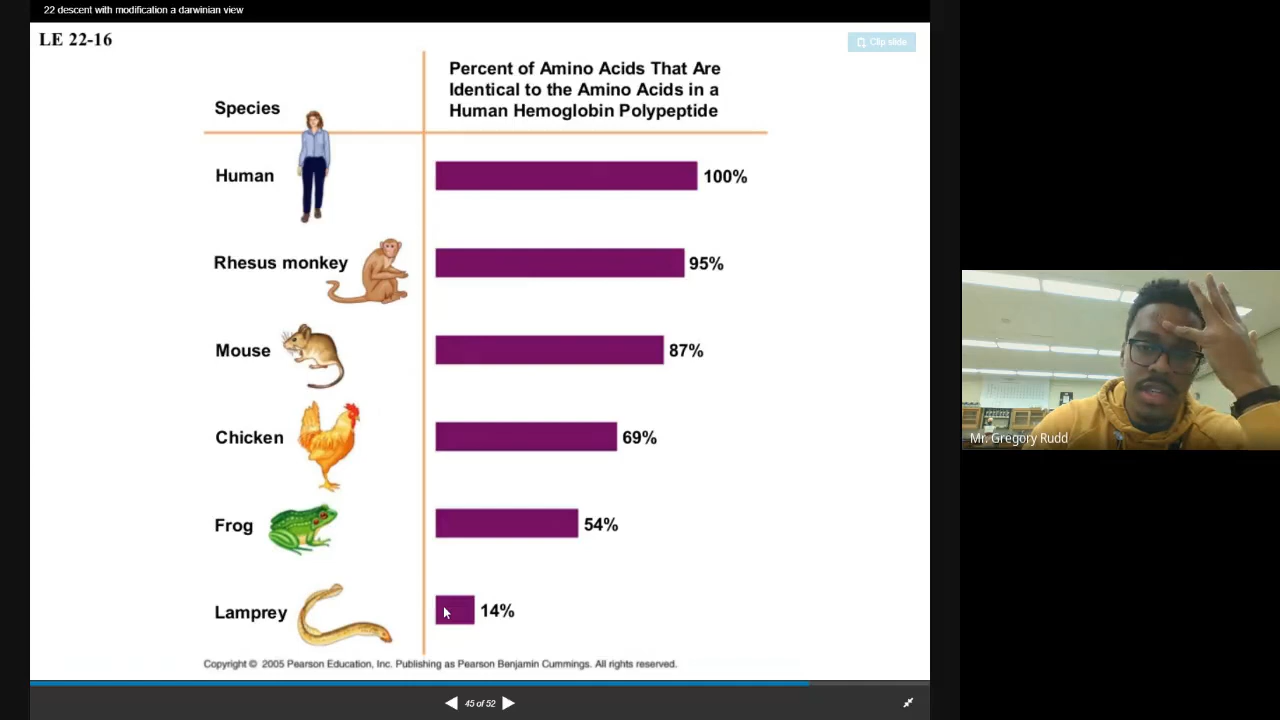 22 descent with modification a darwinian view
LE 22-16
Clip slide
Species
Percent of Amino Acids That Are
Identical to the Amino Acids in a
Human Hemoglobin Polypeptide
Human
100%
Rhesus monkey
95%
Mouse
87%
Chicken
69%
Frog
54%
Lamprey
14%
Copyright © 2005 Pearson Education, Inc. Publishing as Pearson Benjamin Cummings. All rights reserved.
45 of 52
Mr. Gregory Rudd